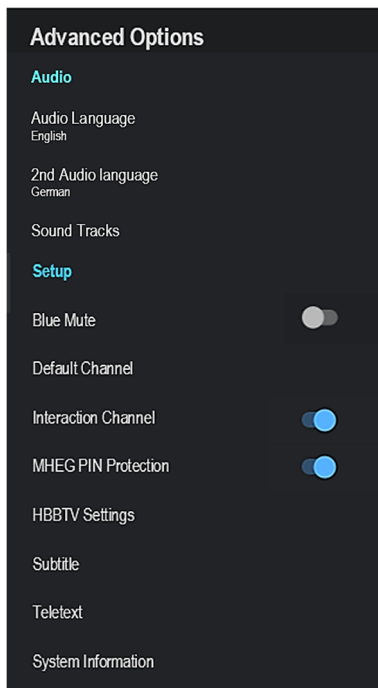 Advanced Options
Audio
Audio Language
English
2nd Audio language
German
Sound Tracks
Setup
Blue Mute
Default Channel
Interaction Channel
MHEG PIN Protection
HBBTV Settings
Subtitle
Teletext
System Information